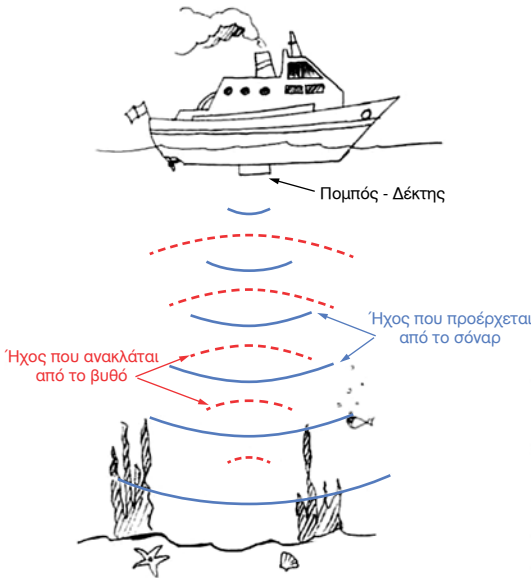 Πομπός - Δέκτης
Ήχος που προέρχεται
από το σόναρ
Ήχος που ανακλάται
από το βυθό